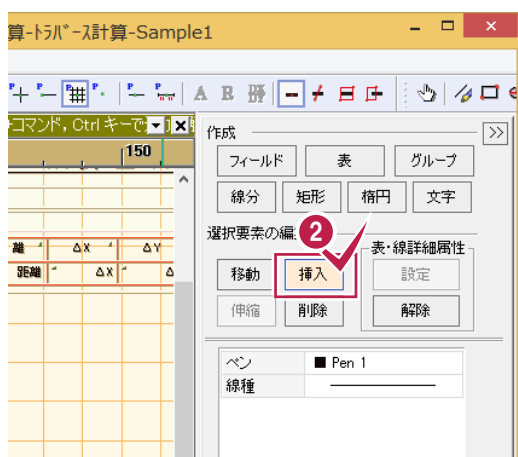 算-トラバース計算-Sample1
コマンド, Ctrl キーで
150
作成
フィールド 表 グループ
線分 矩形 楕円 文字
選択要素の編
2
表・線詳細属性
移動 挿入 設定
伸縮 削除 解除
離 ΔX ΔY
距離 ΔX Δ
ペン Pen 1
線種